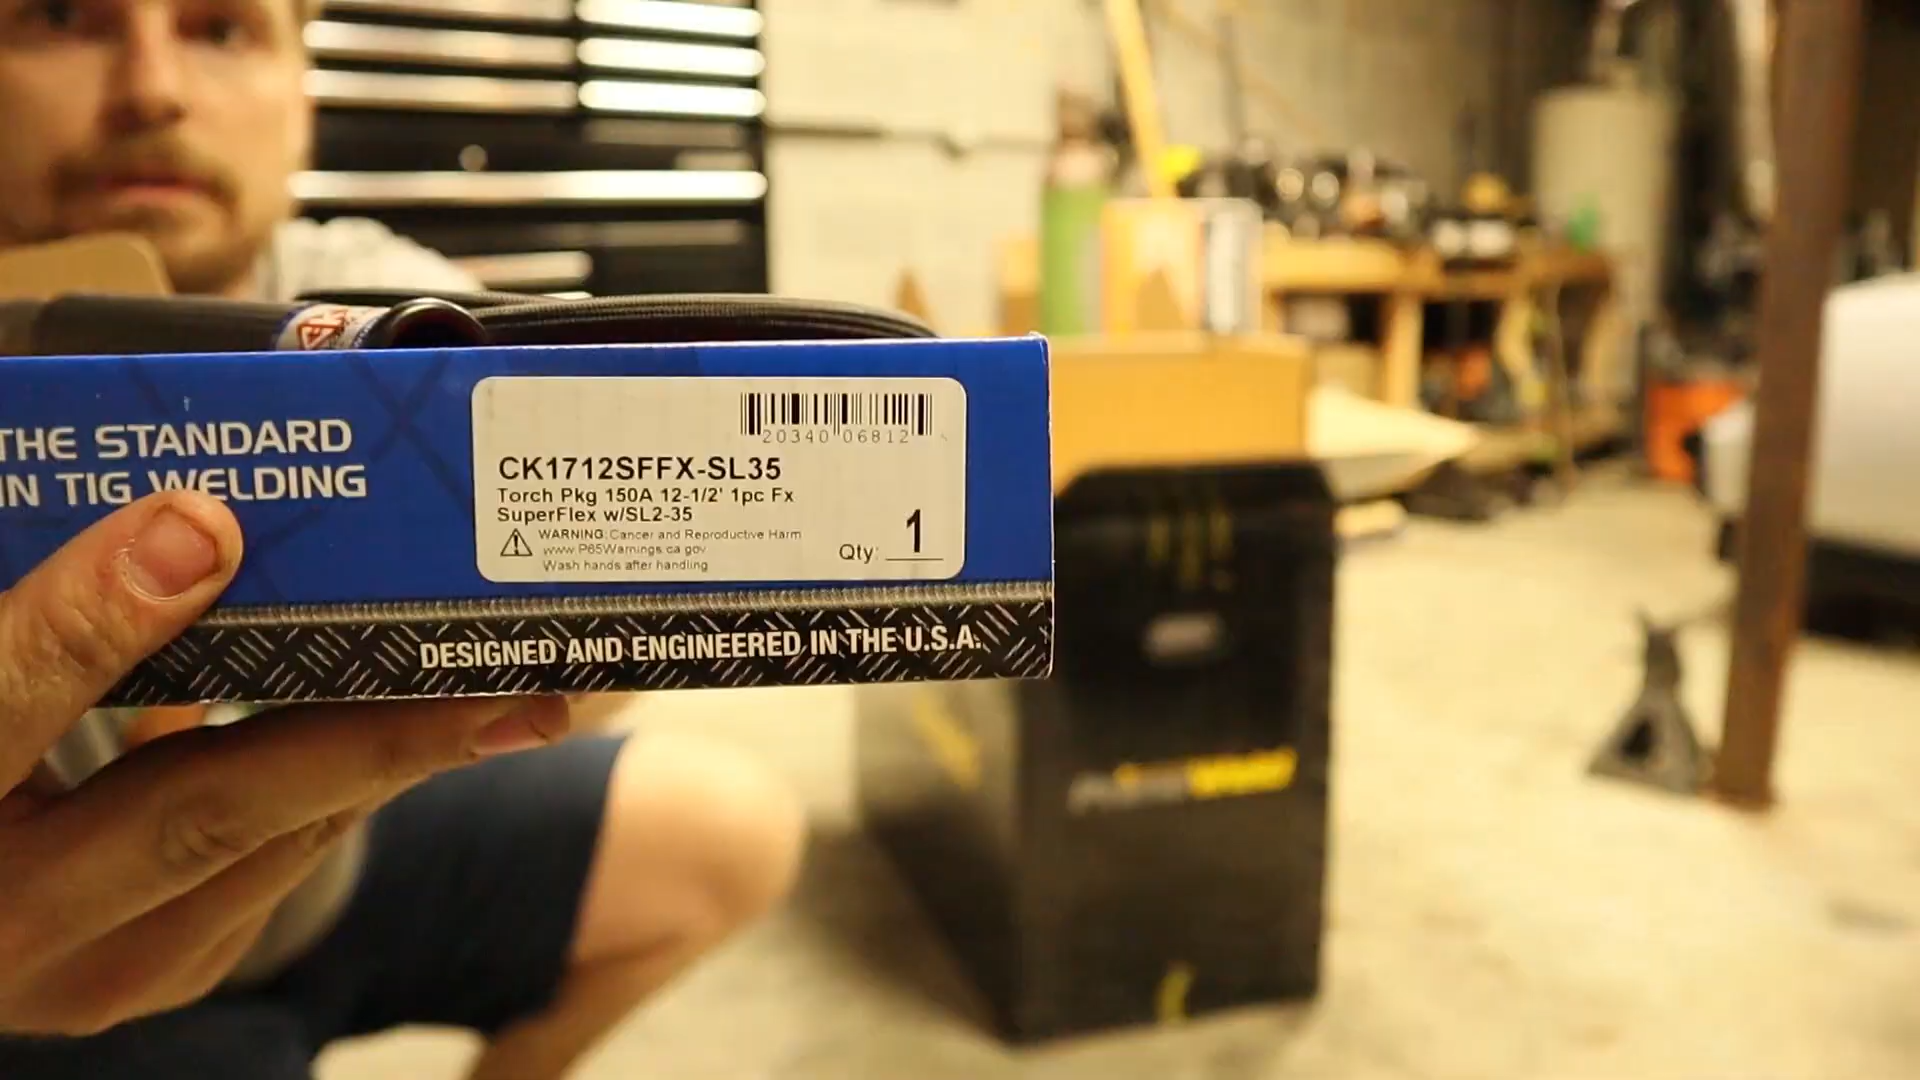 THE STANDARD
IN TIG WELDING
20340 06812
CK1712SFFX-SL35
Torch Pkg 150A 12-1/2' 1pc Fx
SuperFlex w/SL2-35
WARNING: Cancer and Reproductive Harm
www.P65Warnings.ca.gov
Wash hands after handling
Qty: 1
DESIGNED AND ENGINEERED IN THE U.S.A.